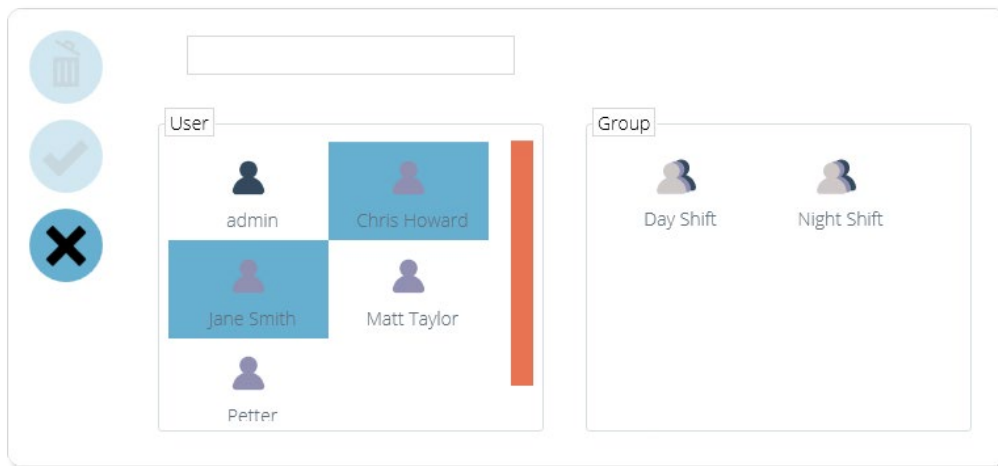 User
admin
Chris Howard
Jane Smith
Matt Taylor
Petter
Group
Day Shift
Night Shift